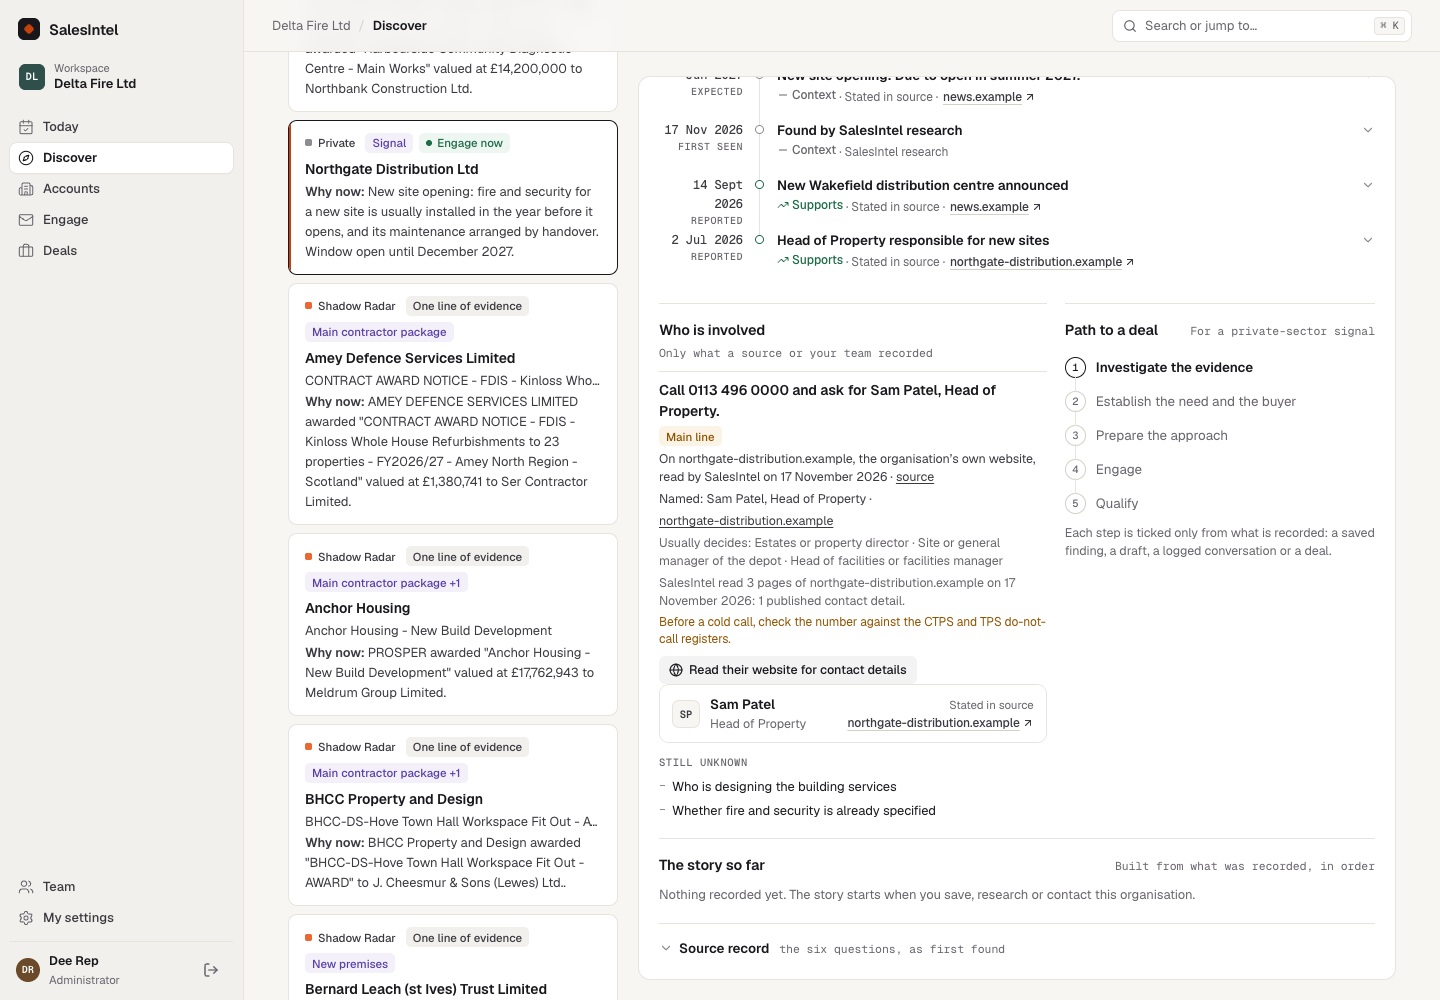 SalesIntel
DL
Workspace
Delta Fire Ltd
Today
Discover
Accounts
Engage
Deals
Team
My settings
DR
Dee Rep
Administrator
Delta Fire Ltd / Discover
Search or jump to...
⌘ K
Centre - Main Works" valued at £14,200,000 to
Northbank Construction Ltd.
Private Signal Engage now
Northgate Distribution Ltd
Why now: New site opening: fire and security for
a new site is usually installed in the year before it
opens, and its maintenance arranged by handover.
Window open until December 2027.
Shadow Radar One line of evidence
Main contractor package
Amey Defence Services Limited
CONTRACT AWARD NOTICE - FDIS - Kinloss Who...
Why now: AMEY DEFENCE SERVICES LIMITED
awarded "CONTRACT AWARD NOTICE - FDIS -
Kinloss Whole House Refurbishments to 23
properties - FY2026/27 - Amey North Region -
Scotland" valued at £1,380,741 to Ser Contractor
Limited.
Shadow Radar One line of evidence
Main contractor package +1
Anchor Housing
Anchor Housing - New Build Development
Why now: PROSPER awarded "Anchor Housing -
New Build Development" valued at £17,762,943 to
Meldrum Group Limited.
Shadow Radar One line of evidence
Main contractor package +1
BHCC Property and Design
BHCC-DS-Hove Town Hall Workspace Fit Out - A...
Why now: BHCC Property and Design awarded
"BHCC-DS-Hove Town Hall Workspace Fit Out -
AWARD" to J. Cheesmur & Sons (Lewes) Ltd..
Shadow Radar One line of evidence
New premises
Bernard Leach (st Ives) Trust Limited
New site opening: Due to open in summer 2027.
EXPECTED
— Context · Stated in source · news.example ↗
17 Nov 2026
FIRST SEEN
Found by SalesIntel research
— Context · SalesIntel research
14 Sept
2026
REPORTED
New Wakefield distribution centre announced
Supports · Stated in source · news.example ↗
2 Jul 2026
REPORTED
Head of Property responsible for new sites
Supports · Stated in source · northgate-distribution.example ↗
Who is involved
Only what a source or your team recorded
Call 0113 496 0000 and ask for Sam Patel, Head of
Property.
Main line
On northgate-distribution.example, the organisation's own website,
read by SalesIntel on 17 November 2026 · source
Named: Sam Patel, Head of Property ·
northgate-distribution.example
Usually decides: Estates or property director · Site or general
manager of the depot · Head of facilities or facilities manager
SalesIntel read 3 pages of northgate-distribution.example on 17
November 2026: 1 published contact detail.
Before a cold call, check the number against the CTPS and TPS do-not-
call registers.
Read their website for contact details
SP
Sam Patel
Head of Property
Stated in source
northgate-distribution.example ↗
STILL UNKNOWN
– Who is designing the building services
– Whether fire and security is already specified
Path to a deal
For a private-sector signal
1 Investigate the evidence
2 Establish the need and the buyer
3 Prepare the approach
4 Engage
5 Qualify
Each step is ticked only from what is recorded: a saved
finding, a draft, a logged conversation or a deal.
The story so far
Built from what was recorded, in order
Nothing recorded yet. The story starts when you save, research or contact this organisation.
Source record the six questions, as first found